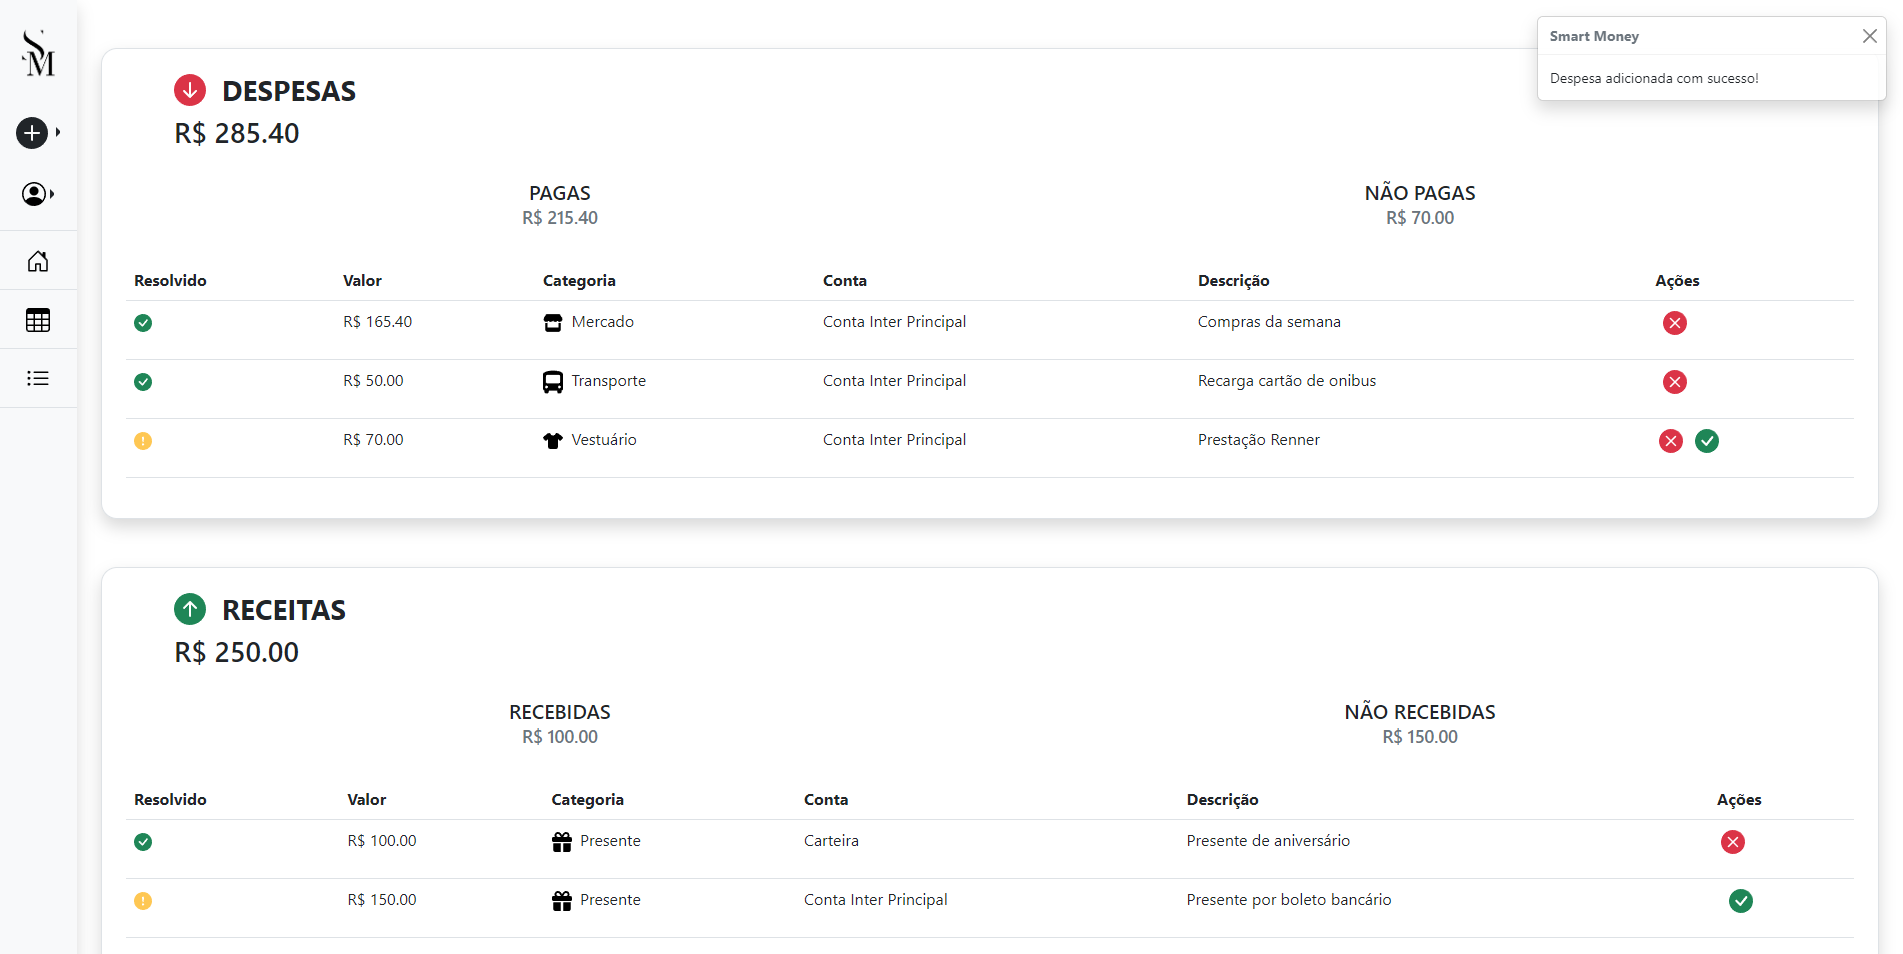 SM
Smart Money
Despesa adicionada com sucesso!
DESPESAS
R$ 285.40
PAGAS
R$ 215.40
NÃO PAGAS
R$ 70.00
Resolvido Valor Categoria Conta Descrição Ações
R$ 165.40 Mercado Conta Inter Principal Compras da semana
R$ 50.00 Transporte Conta Inter Principal Recarga cartão de onibus
R$ 70.00 Vestuário Conta Inter Principal Prestação Renner
RECEITAS
R$ 250.00
RECEBIDAS
R$ 100.00
NÃO RECEBIDAS
R$ 150.00
Resolvido Valor Categoria Conta Descrição Ações
R$ 100.00 Presente Carteira Presente de aniversário
R$ 150.00 Presente Conta Inter Principal Presente por boleto bancário